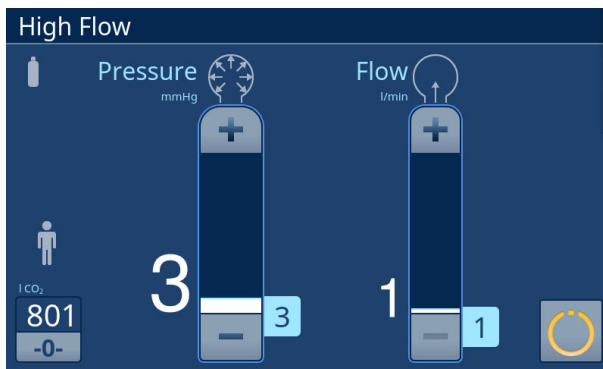 High Flow
Pressure
mmHg
Flow
l/min
+
+
3
3
1
1
−
−
l CO₂
801
-0-